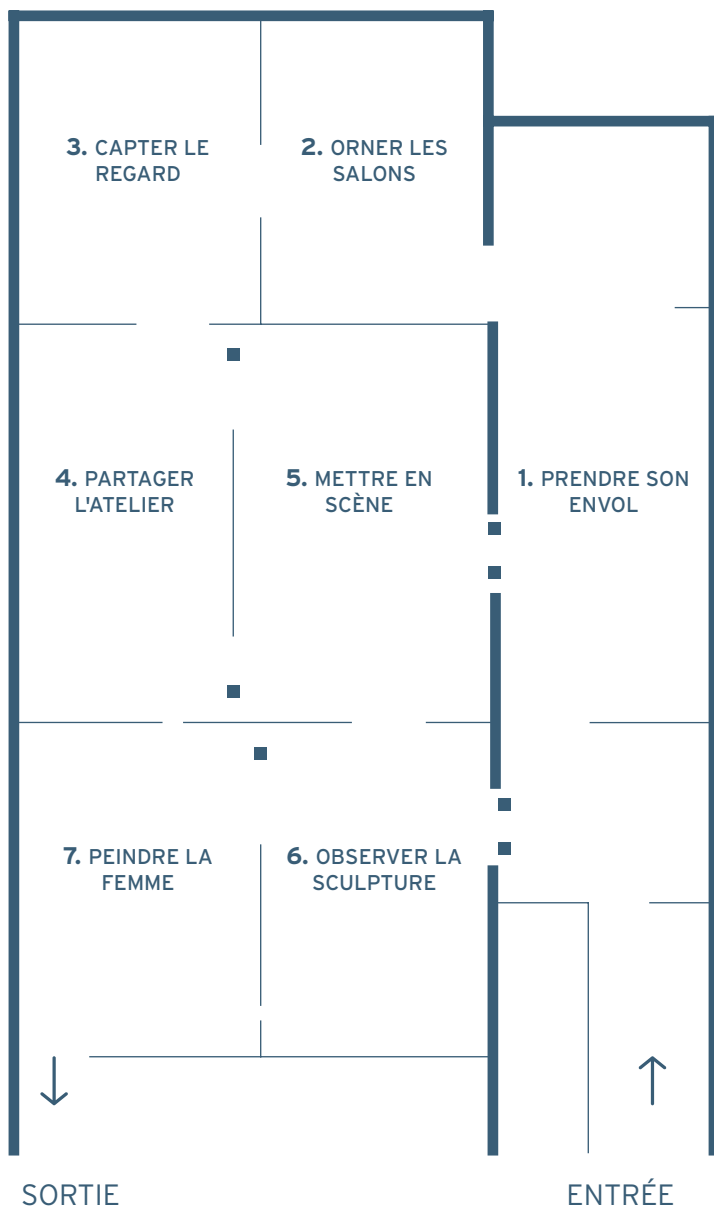 3. CAPTER LE
REGARD
2. ORNER LES
SALONS
4. PARTAGER
L'ATELIER
5. METTRE EN
SCÈNE
1. PRENDRE SON
ENVOL
7. PEINDRE LA
FEMME
6. OBSERVER LA
SCULPTURE
SORTIE
ENTRÉE